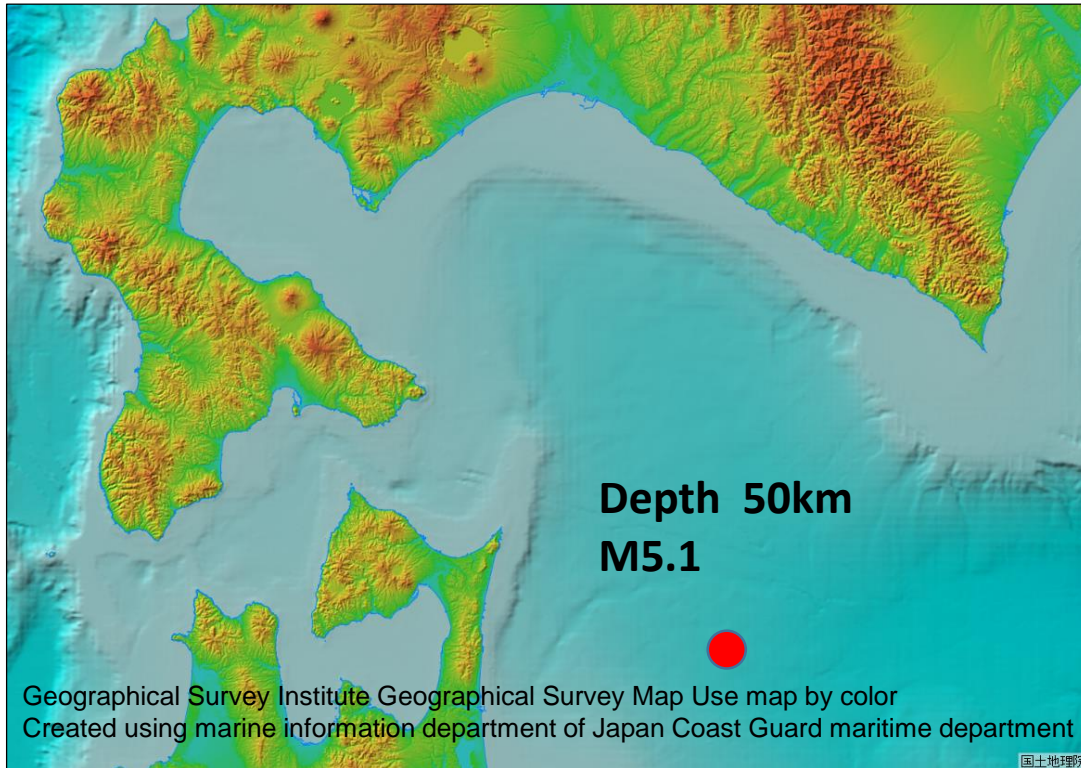 Depth 50km
M5.1
Geographical Survey Institute Geographical Survey Map Use map by color
Created using marine information department of Japan Coast Guard maritime department
国土地理院